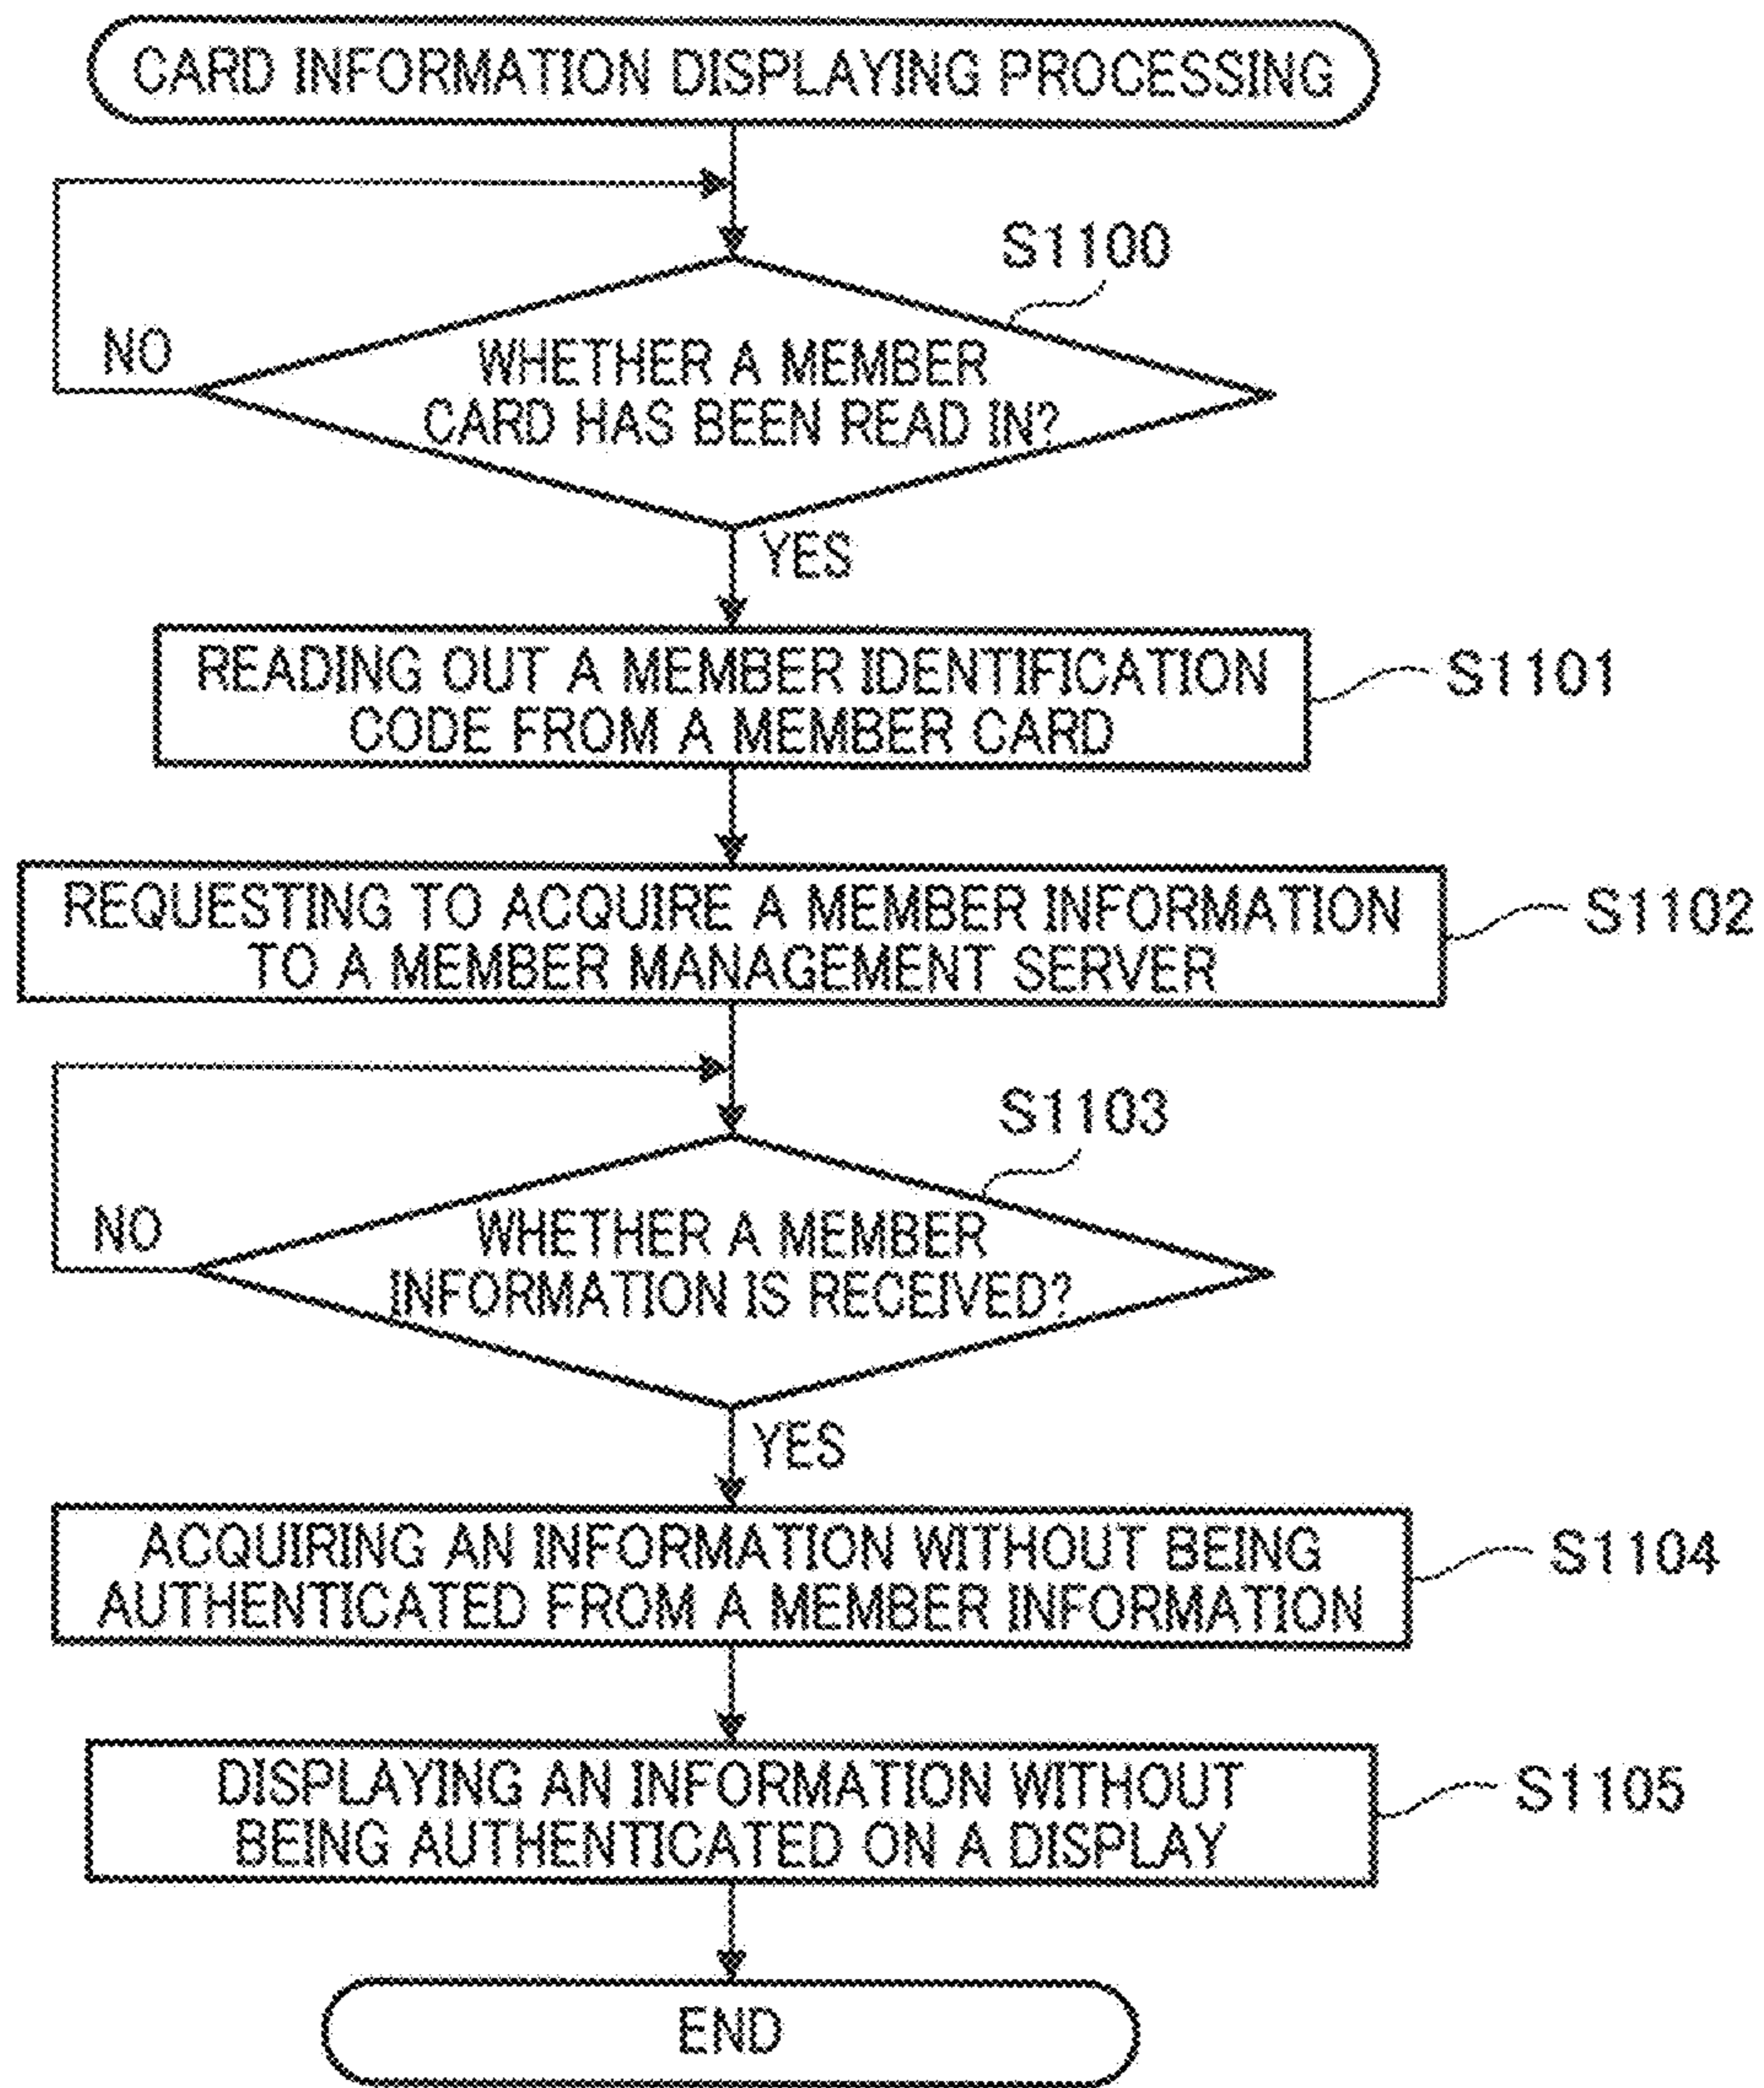 CARD INFORMATION DISPLAYING PROCESSING
S1100
NO
WHETHER A MEMBER
CARD HAS BEEN READ IN?
YES
READING OUT A MEMBER IDENTIFICATION
CODE FROM A MEMBER CARD
S1101
REQUESTING TO ACQUIRE A MEMBER INFORMATION
TO A MEMBER MANAGEMENT SERVER
S1102
S1103
NO
WHETHER A MEMBER
INFORMATION IS RECEIVED?
YES
ACQUIRING AN INFORMATION WITHOUT BEING
AUTHENTICATED FROM A MEMBER INFORMATION
S1104
DISPLAYING AN INFORMATION WITHOUT
BEING AUTHENTICATED ON A DISPLAY
S1105
END